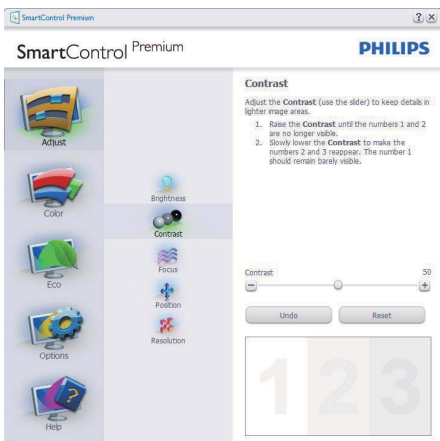 SmartControl Premium
SmartControl Premium
PHILIPS
Adjust
Color
Eco
Options
Help
Brightness
Contrast
Focus
Position
Resolution
Contrast
Adjust the Contrast (use the slider) to keep details in
lighter image areas.
1. Raise the Contrast until the numbers 1 and 2
are no longer visible.
2. Slowly lower the Contrast to make the
numbers 2 and 3 reappear. The number 1
should remain barely visible.
Contrast 50
Undo Reset
1 2 3